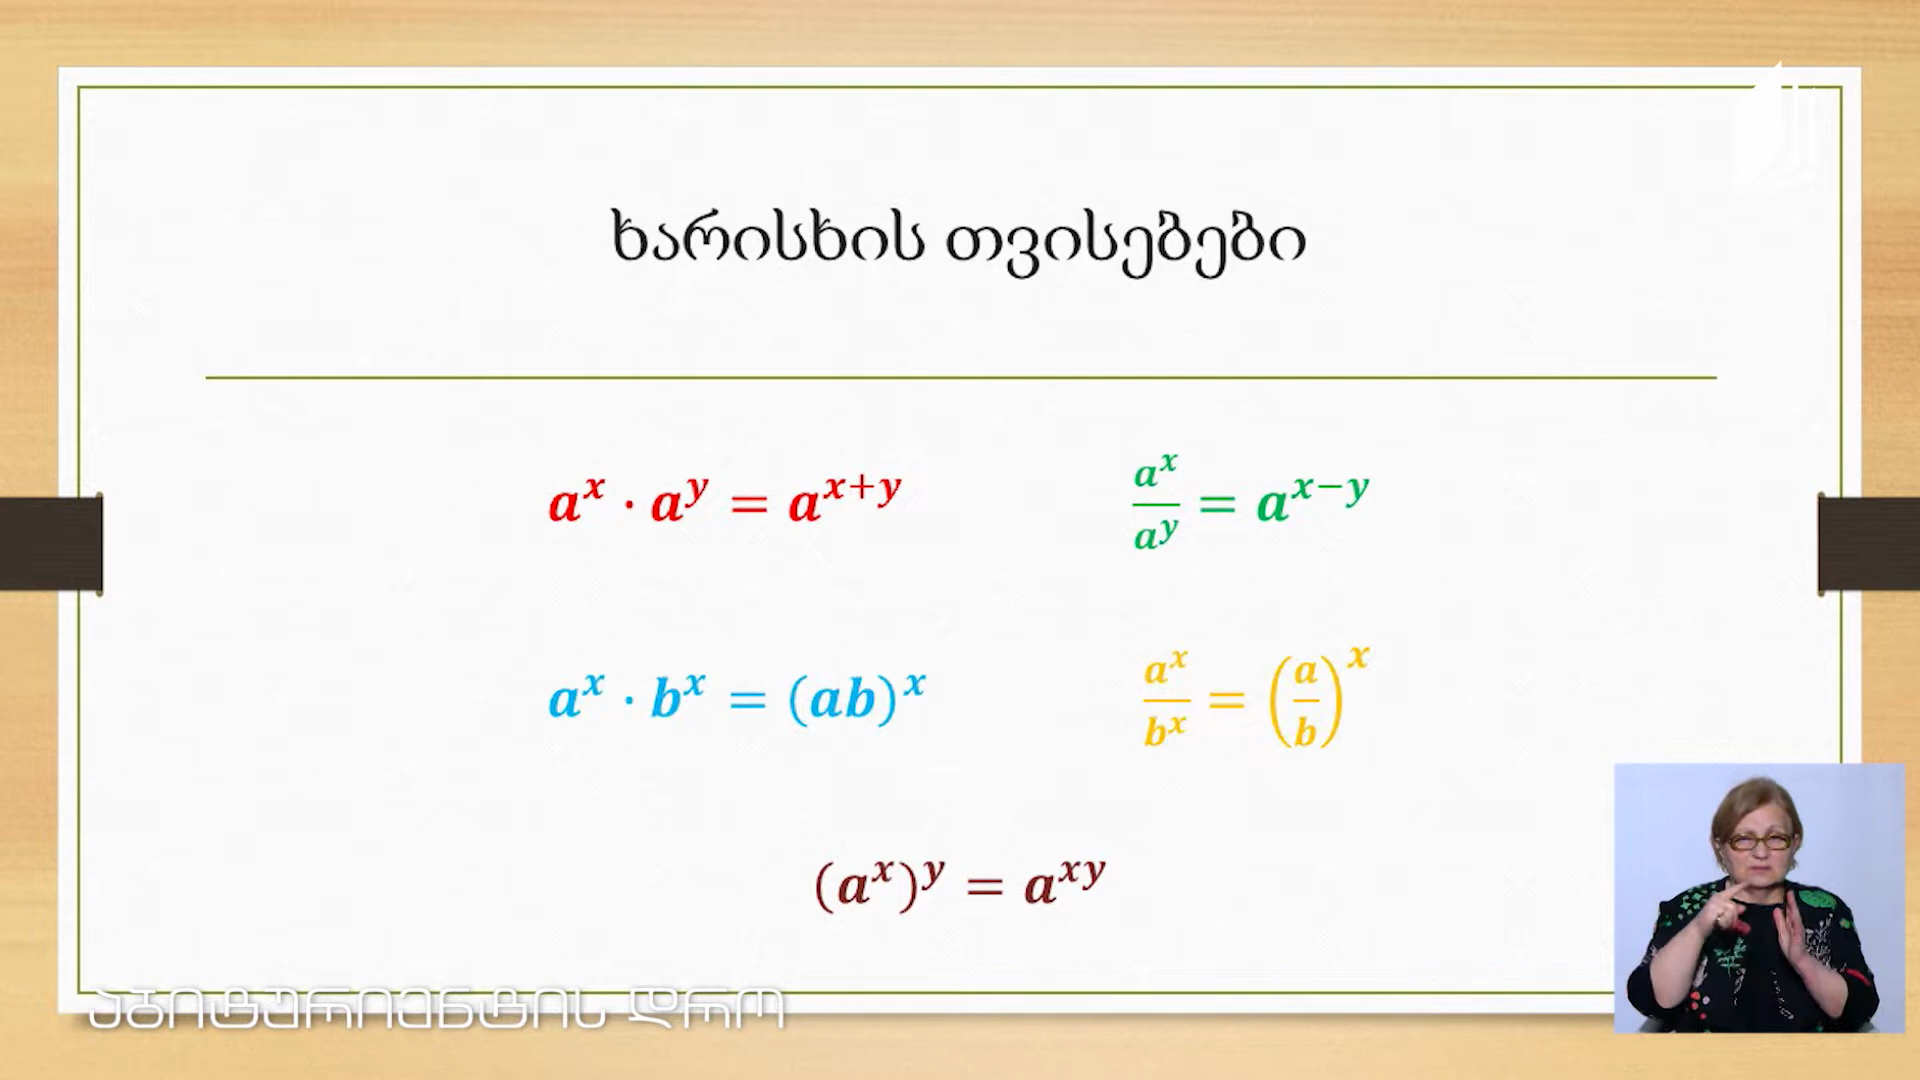 ხარისხის თვისებები
a^x · a^y = a^{x+y}
a^x / a^y = a^{x−y}
a^x · b^x = (ab)^x
a^x / b^x = (a/b)^x
(a^x)^y = a^{xy}
აბიტურიენტის დრო